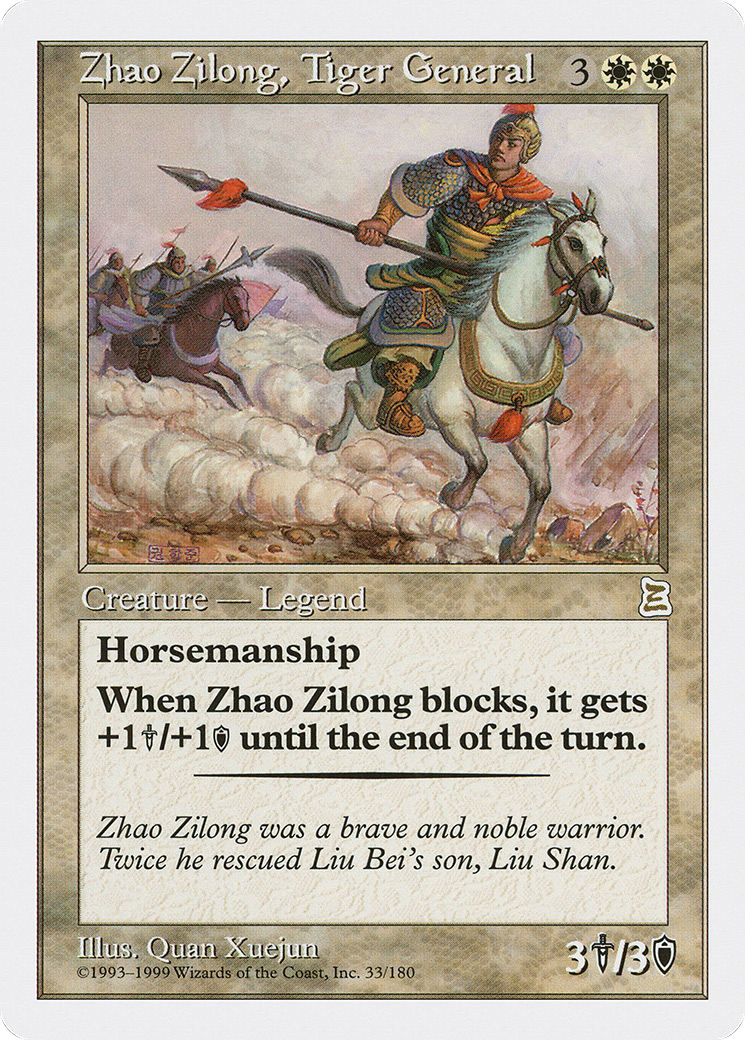 Zhao Zilong, Tiger General 3
Creature — Legend
Horsemanship
When Zhao Zilong blocks, it gets
+1/+1 until the end of the turn.
Zhao Zilong was a brave and noble warrior.
Twice he rescued Liu Bei's son, Liu Shan.
Illus. Quan Xuejun
©1993–1999 Wizards of the Coast, Inc. 33/180
3/3